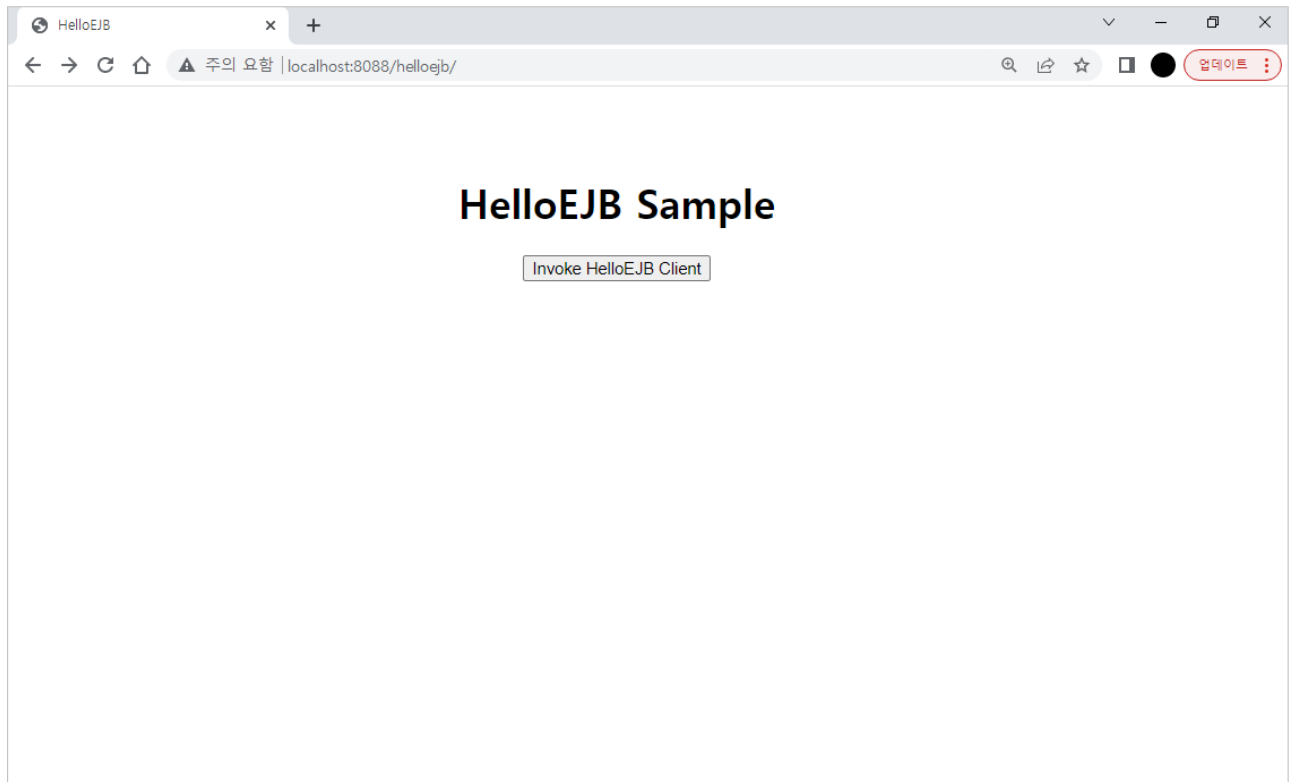 HelloEJB
주의 요함 | localhost:8088/helloejb/
업데이트
HelloEJB Sample
Invoke HelloEJB Client